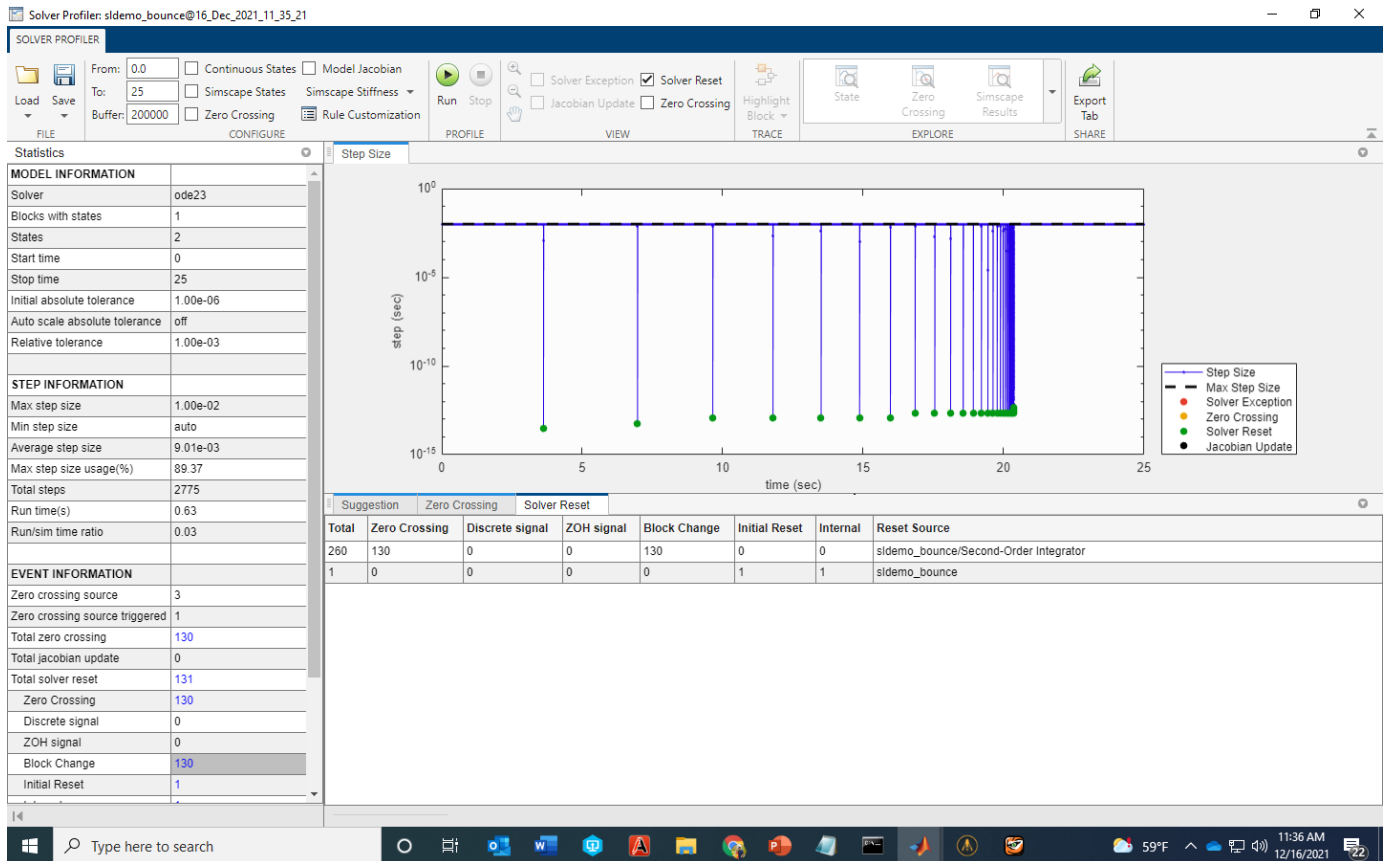 Solver Profiler: sldemo_bounce@16_Dec_2021_11_35_21
SOLVER PROFILER
Load Save
From: 0.0
To: 25
Buffer: 200000
FILE
Continuous States Model Jacobian
Simscape States Simscape Stiffness
Zero Crossing Rule Customization
CONFIGURE
Run Stop
PROFILE
Solver Exception Solver Reset
Jacobian Update Zero Crossing
VIEW
Highlight
Block
TRACE
State
Zero
Crossing
Simscape
Results
EXPLORE
Export
Tab
SHARE
Statistics
MODEL INFORMATION
Solver ode23
Blocks with states 1
States 2
Start time 0
Stop time 25
Initial absolute tolerance 1.00e-06
Auto scale absolute tolerance off
Relative tolerance 1.00e-03
STEP INFORMATION
Max step size 1.00e-02
Min step size auto
Average step size 9.01e-03
Max step size usage(%) 89.37
Total steps 2775
Run time(s) 0.63
Run/sim time ratio 0.03
EVENT INFORMATION
Zero crossing source 3
Zero crossing source triggered 1
Total zero crossing 130
Total jacobian update 0
Total solver reset 131
Zero Crossing 130
Discrete signal 0
ZOH signal 0
Block Change 130
Initial Reset 1
Step Size
10^0
10^-5
10^-10
10^-15
step (sec)
0 5 10 15 20 25
time (sec)
Step Size
Max Step Size
Solver Exception
Zero Crossing
Solver Reset
Jacobian Update
Suggestion Zero Crossing Solver Reset
Total Zero Crossing Discrete signal ZOH signal Block Change Initial Reset Internal Reset Source
260 130 0 0 130 0 0 sldemo_bounce/Second-Order Integrator
1 0 0 0 0 1 1 sldemo_bounce
Type here to search
59°F
11:36 AM
12/16/2021
22